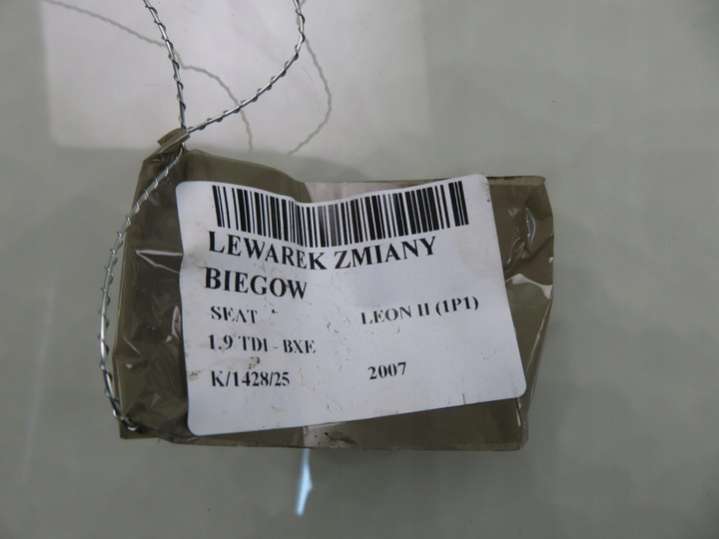 LEWAREK ZMIANY
BIEGOW
SEAT LEON II (1P1)
1.9 TDI - BXE
K/1428/25 2007